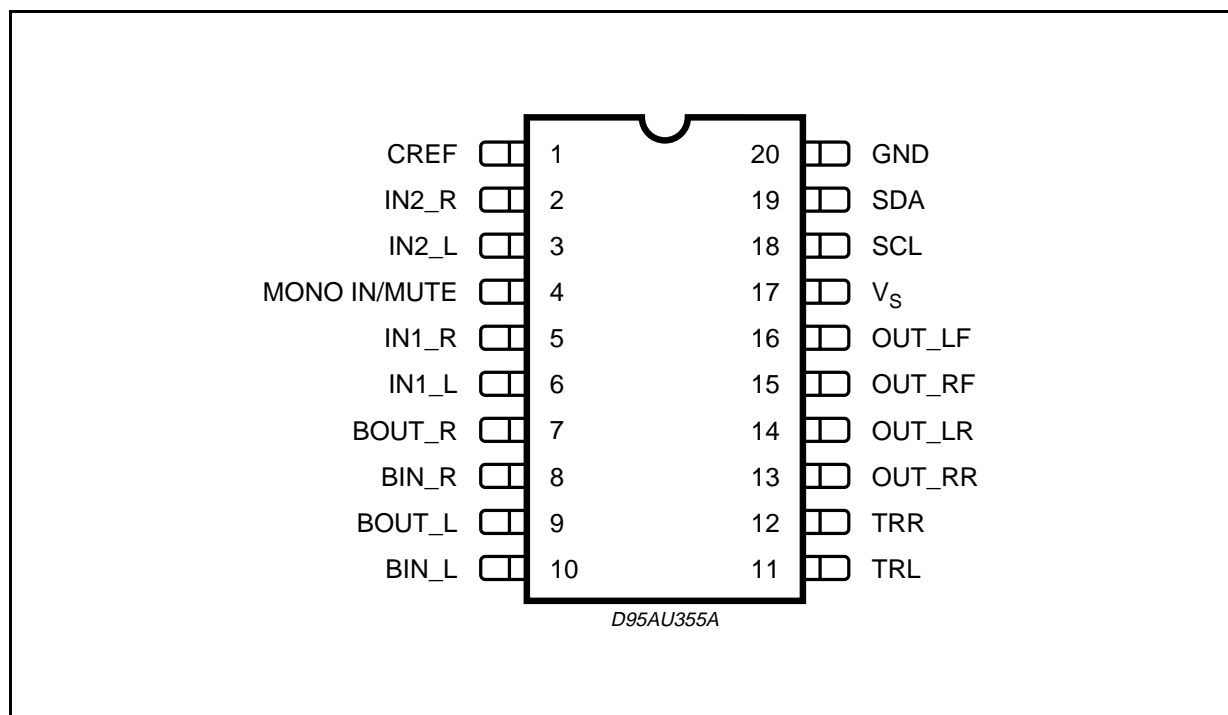 CREF 1 20 GND
IN2_R 2 19 SDA
IN2_L 3 18 SCL
MONO IN/MUTE 4 17 VS
IN1_R 5 16 OUT_LF
IN1_L 6 15 OUT_RF
BOUT_R 7 14 OUT_LR
BIN_R 8 13 OUT_RR
BOUT_L 9 12 TRR
BIN_L 10 11 TRL
D95AU355A